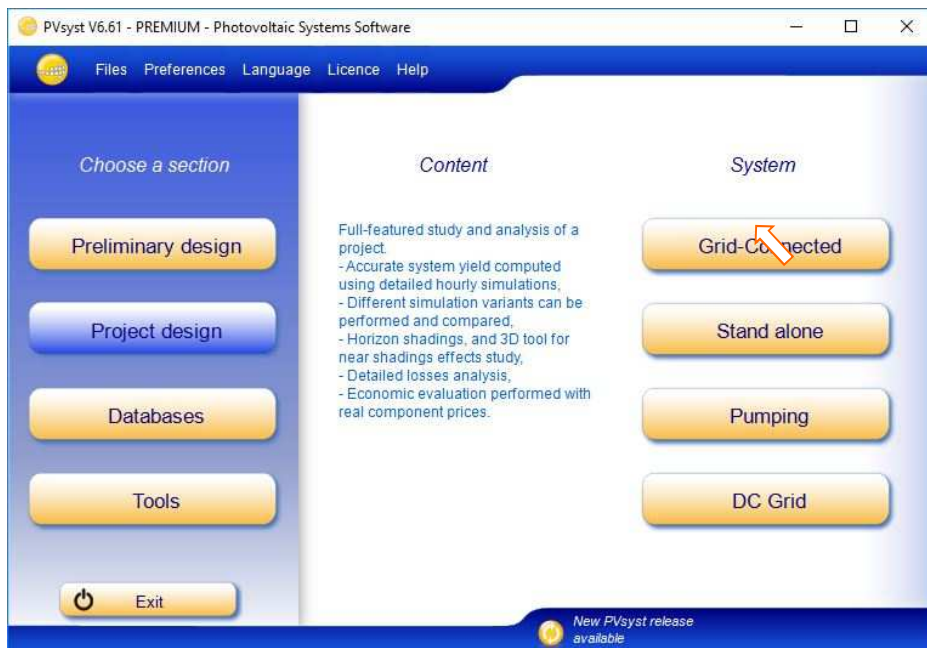 PVsyst V6.61 - PREMIUM - Photovoltaic Systems Software
Files Preferences Language Licence Help
Choose a section
Content
System
Preliminary design
Project design
Databases
Tools
Exit
Full-featured study and analysis of a
project.
- Accurate system yield computed
using detailed hourly simulations,
- Different simulation variants can be
performed and compared,
- Horizon shadings, and 3D tool for
near shadings effects study,
- Detailed losses analysis,
- Economic evaluation performed with
real component prices.
Grid-Connected
Stand alone
Pumping
DC Grid
New PVsyst release
available